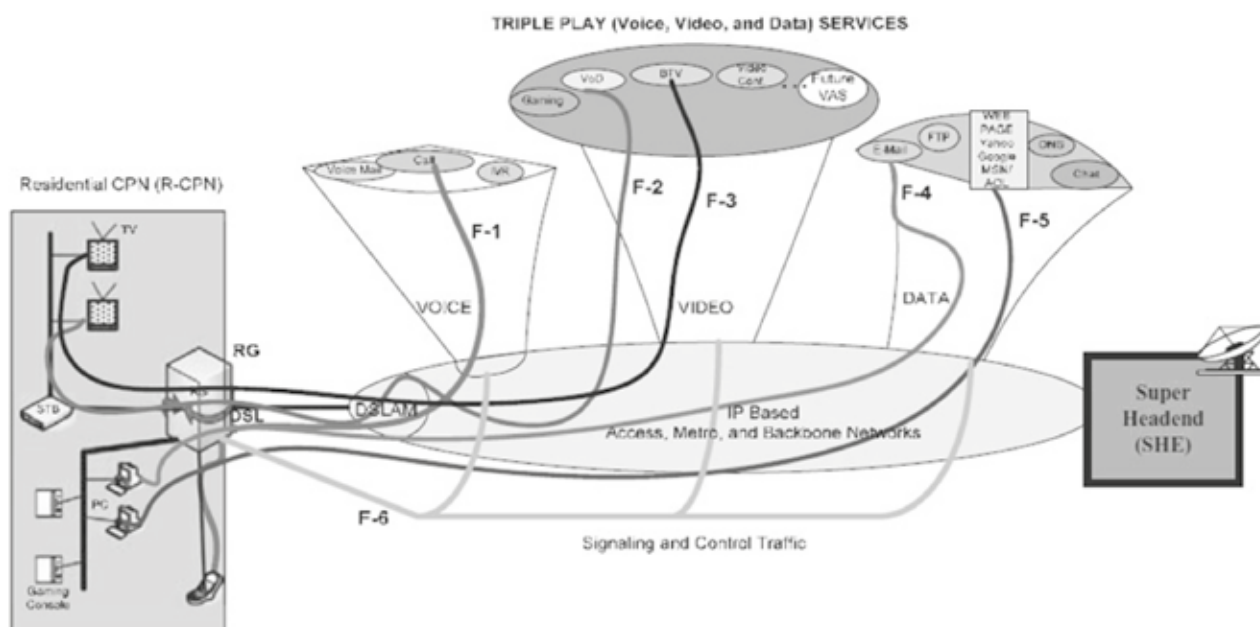 TRIPLE PLAY (Voice, Video, and Data) SERVICES
VoD
BTV
Video
Conf.
Future
VAS
Gaming
WEB
PAGE
Yahoo
Google
MSN/
AOL
E-Mail
FTP
Chat
Voice Mail
Call
IVR
Residential CPN (R-CPN)
F-1
F-2
F-3
F-4
F-5
TV
VOICE
VIDEO
DATA
RG
STB
DSL
DSLAM
IP Based
Access, Metro, and Backbone Networks
Super
Headend
(SHE)
PC
F-6
Signaling and Control Traffic
Gaming
Console